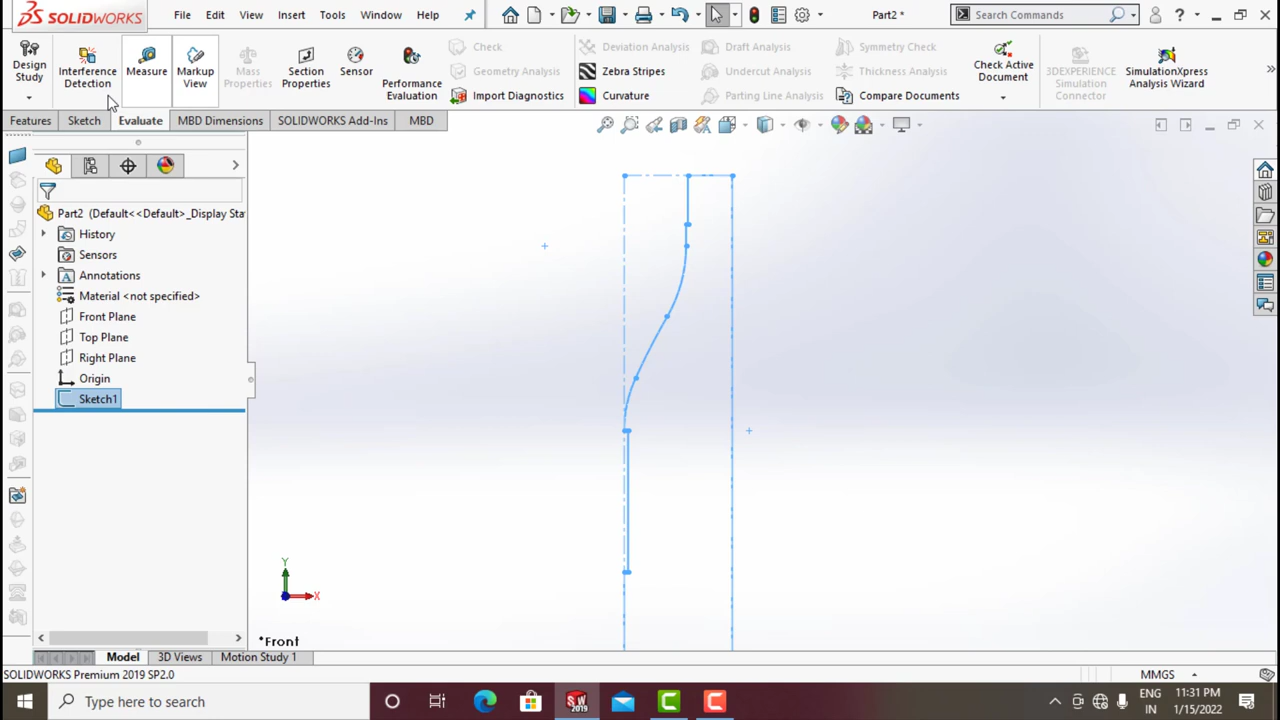 SOLIDWORKS
File Edit View Insert Tools Window Help
Part2 *
Search Commands
?
Design Study
Interference Detection
Measure
Markup View
Mass Properties
Section Properties
Sensor
Performance Evaluation
Check
Geometry Analysis
Import Diagnostics
Deviation Analysis
Zebra Stripes
Curvature
Draft Analysis
Undercut Analysis
Parting Line Analysis
Symmetry Check
Thickness Analysis
Compare Documents
Check Active Document
3DEXPERIENCE Simulation Connector
SimulationXpress Analysis Wizard
Features Sketch Evaluate MBD Dimensions SOLIDWORKS Add-Ins MBD
Part2 (Default<<Default>_Display Sta
History
Sensors
Annotations
Material <not specified>
Front Plane
Top Plane
Right Plane
Origin
Sketch1
Y
X
*Front
Model 3D Views Motion Study 1
SOLIDWORKS Premium 2019 SP2.0
MMGS
Type here to search
SW 2019
ENG
IN
11:31 PM
1/15/2022